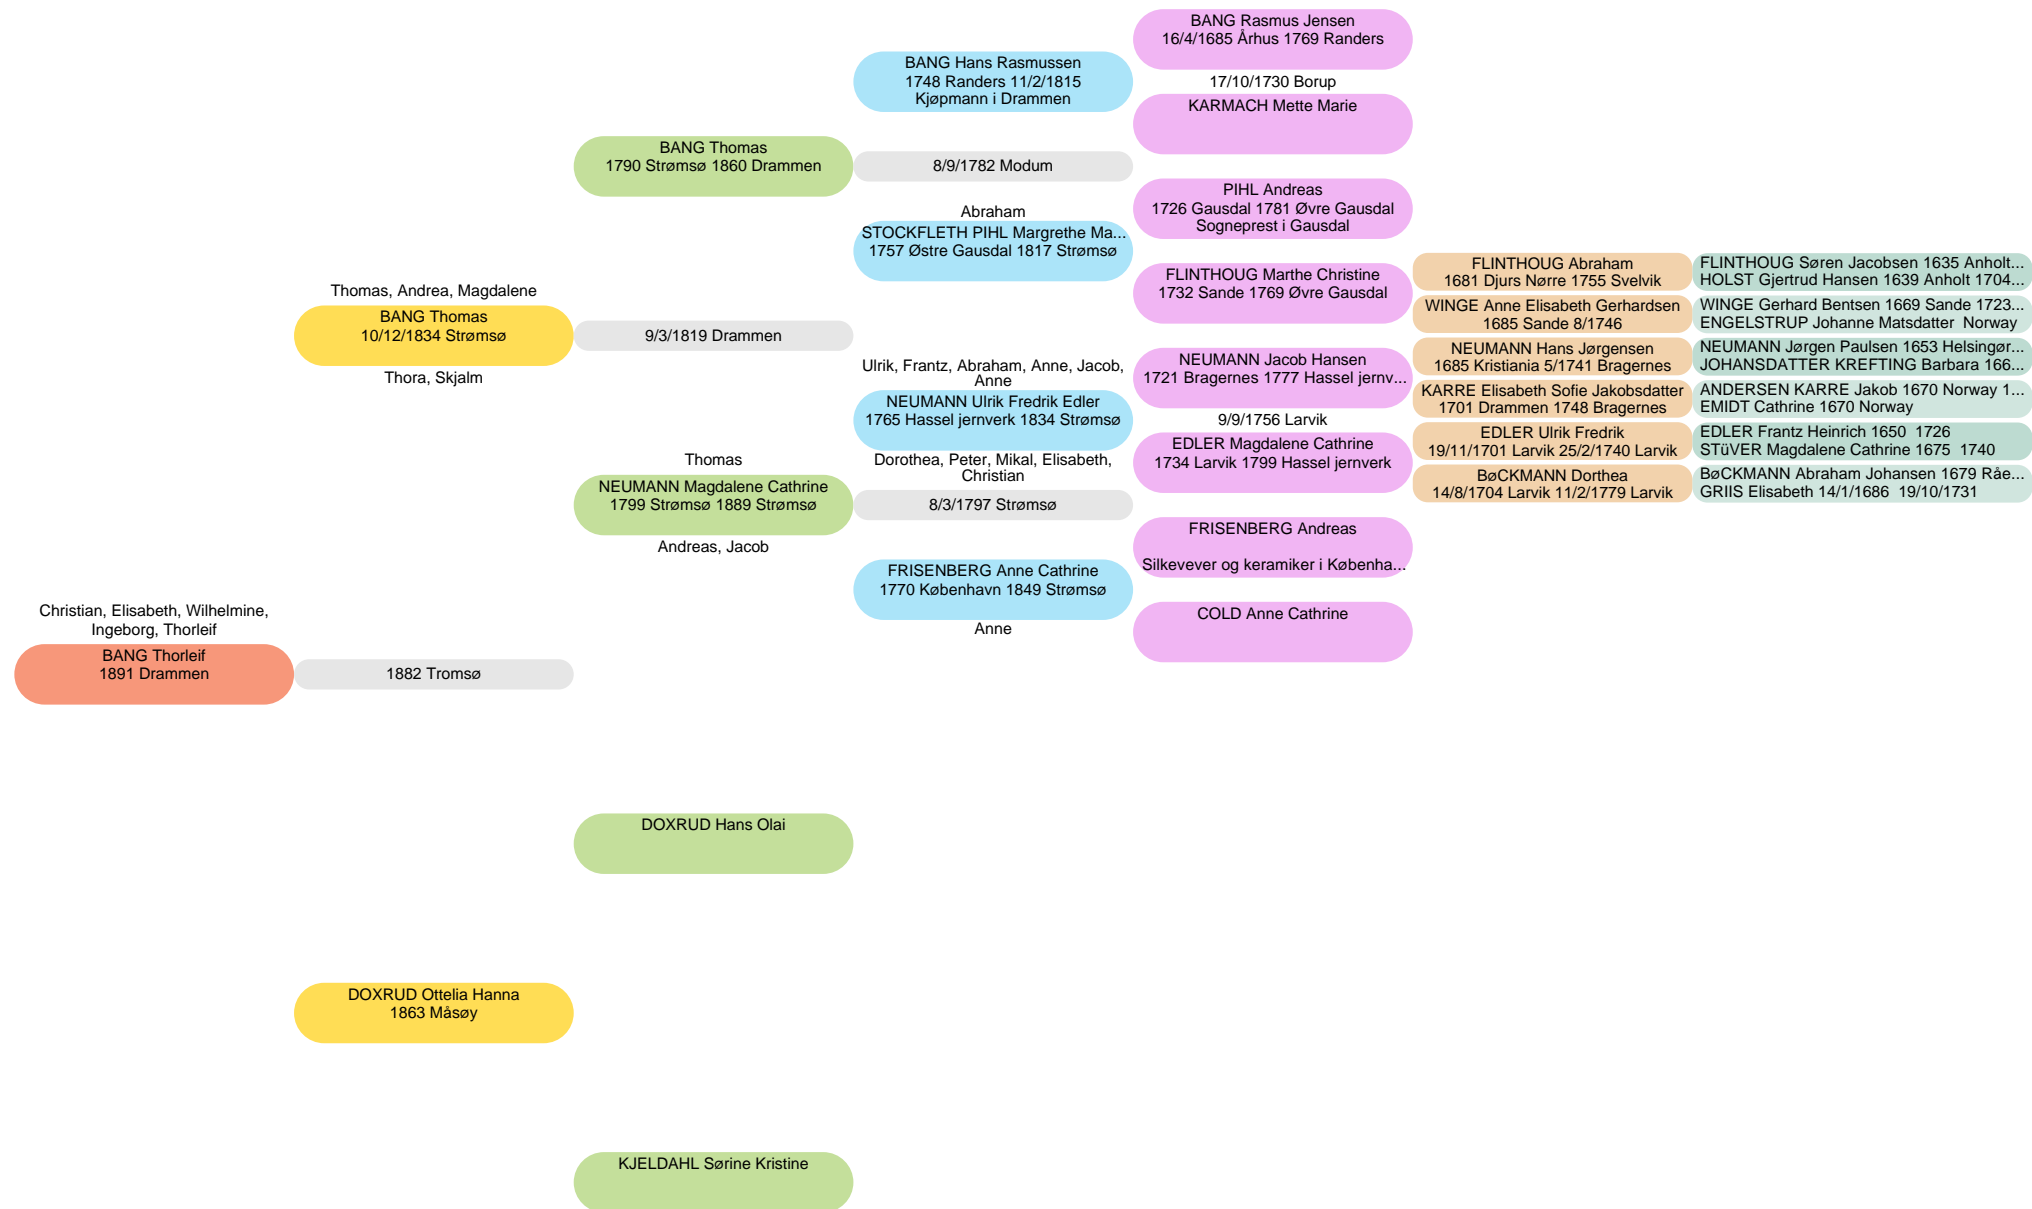 BANG Rasmus Jensen
16/4/1685 Århus 1769 Randers
BANG Hans Rasmussen
1748 Randers 11/2/1815
Kjøpmann i Drammen
17/10/1730 Borup
KARMACH Mette Marie
BANG Thomas
1790 Strømsø 1860 Drammen
8/9/1782 Modum
PIHL Andreas
1726 Gausdal 1781 Øvre Gausdal
Sogneprest i Gausdal
Abraham
STOCKFLETH PIHL Margrethe Ma...
1757 Østre Gausdal 1817 Strømsø
FLINTHOUG Marthe Christine
1732 Sande 1769 Øvre Gausdal
FLINTHOUG Abraham
1681 Djurs Nørre 1755 Svelvik
FLINTHOUG Søren Jacobsen 1635 Anholt...
HOLST Gjertrud Hansen 1639 Anholt 1704...
WINGE Anne Elisabeth Gerhardsen
1685 Sande 8/1746
WINGE Gerhard Bentsen 1669 Sande 1723...
ENGELSTRUP Johanne Matsdatter  Norway
Thomas, Andrea, Magdalene
BANG Thomas
10/12/1834 Strømsø
Thora, Skjalm
9/3/1819 Drammen
Ulrik, Frantz, Abraham, Anne, Jacob,
Anne
NEUMANN Ulrik Fredrik Edler
1765 Hassel jernverk 1834 Strømsø
Dorothea, Peter, Mikal, Elisabeth,
Christian
NEUMANN Jacob Hansen
1721 Bragernes 1777 Hassel jernv...
9/9/1756 Larvik
EDLER Magdalene Cathrine
1734 Larvik 1799 Hassel jernverk
NEUMANN Hans Jørgensen
1685 Kristiania 5/1741 Bragernes
NEUMANN Jørgen Paulsen 1653 Helsingør...
JOHANSDATTER KREFTING Barbara 166...
KARRE Elisabeth Sofie Jakobsdatter
1701 Drammen 1748 Bragernes
ANDERSEN KARRE Jakob 1670 Norway 1...
EMIDT Cathrine 1670 Norway
EDLER Ulrik Fredrik
19/11/1701 Larvik 25/2/1740 Larvik
EDLER Frantz Heinrich 1650  1726
STüVER Magdalene Cathrine 1675  1740
BøCKMANN Dorthea
14/8/1704 Larvik 11/2/1779 Larvik
BøCKMANN Abraham Johansen 1679 Råe...
GRIIS Elisabeth 14/1/1686  19/10/1731
Thomas
NEUMANN Magdalene Cathrine
1799 Strømsø 1889 Strømsø
Andreas, Jacob
8/3/1797 Strømsø
FRISENBERG Andreas
Silkevever og keramiker i Københa...
FRISENBERG Anne Cathrine
1770 København 1849 Strømsø
Anne
COLD Anne Cathrine
Christian, Elisabeth, Wilhelmine,
Ingeborg, Thorleif
BANG Thorleif
1891 Drammen
1882 Tromsø
DOXRUD Hans Olai
DOXRUD Ottelia Hanna
1863 Måsøy
KJELDAHL Sørine Kristine